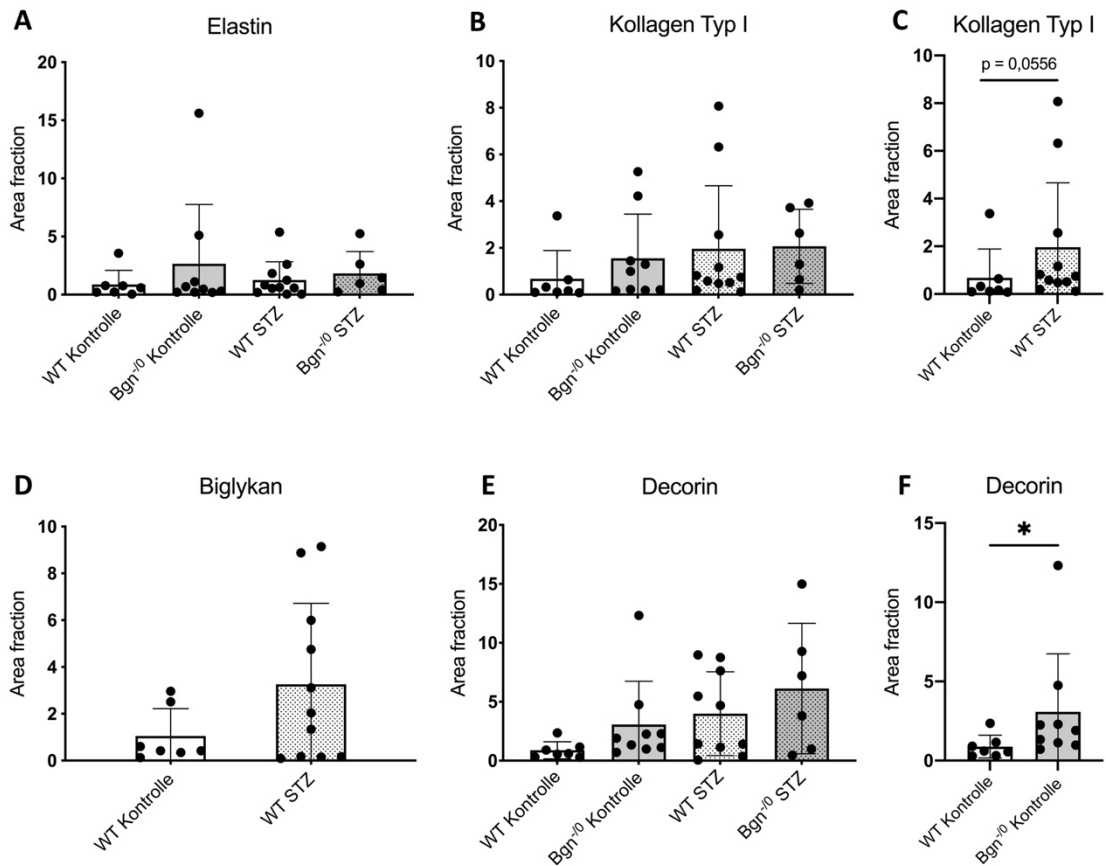 A
Elastin
Area fraction
20
15
10
5
0
WT Kontrolle
Bgn⁻/⁰ Kontrolle
WT STZ
Bgn⁻/⁰ STZ
B
Kollagen Typ I
Area fraction
10
8
6
4
2
0
WT Kontrolle
Bgn⁻/⁰ Kontrolle
WT STZ
Bgn⁻/⁰ STZ
C
Kollagen Typ I
p = 0,0556
Area fraction
10
8
6
4
2
0
WT Kontrolle
WT STZ
D
Biglykan
Area fraction
10
8
6
4
2
0
WT Kontrolle
WT STZ
E
Decorin
Area fraction
20
15
10
5
0
WT Kontrolle
Bgn⁻/⁰ Kontrolle
WT STZ
Bgn⁻/⁰ STZ
F
Decorin
*
Area fraction
15
10
5
0
WT Kontrolle
Bgn⁻/⁰ Kontrolle